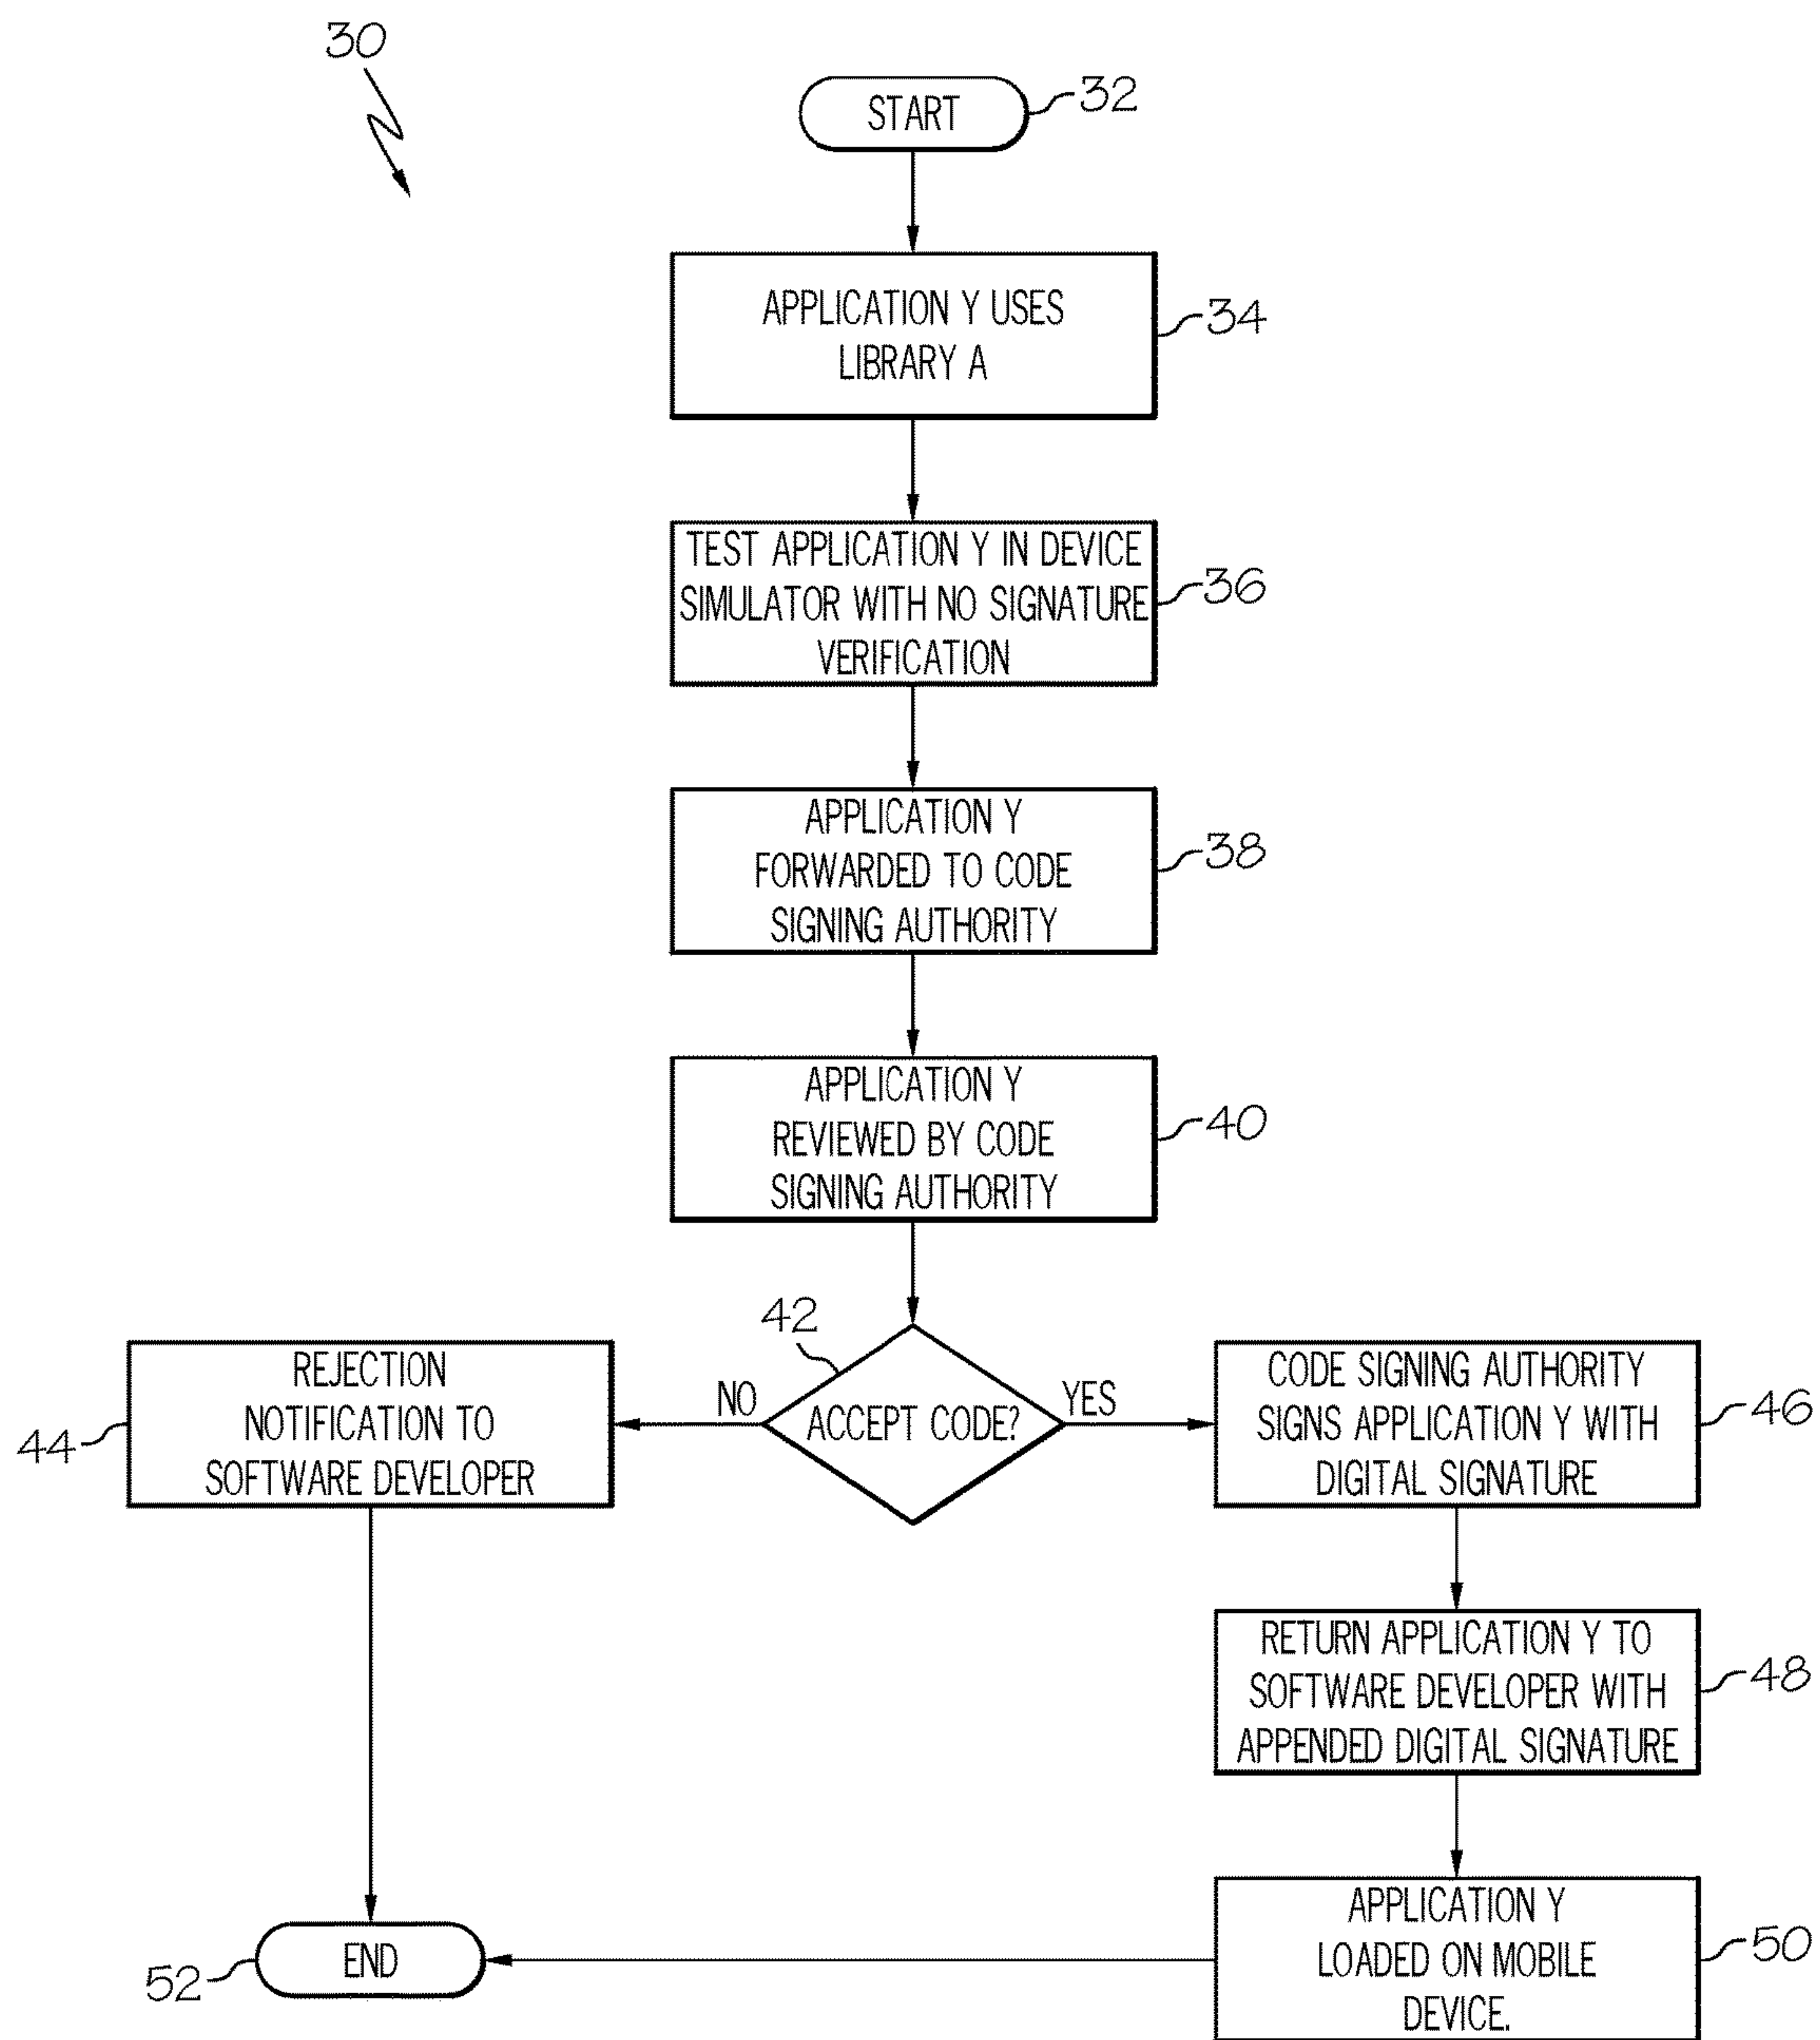 30
START
32
APPLICATION Y USES
LIBRARY A
34
TEST APPLICATION Y IN DEVICE
SIMULATOR WITH NO SIGNATURE
VERIFICATION
36
APPLICATION Y
FORWARDED TO CODE
SIGNING AUTHORITY
38
APPLICATION Y
REVIEWED BY CODE
SIGNING AUTHORITY
40
42
ACCEPT CODE?
NO
YES
REJECTION
NOTIFICATION TO
SOFTWARE DEVELOPER
44
CODE SIGNING AUTHORITY
SIGNS APPLICATION Y WITH
DIGITAL SIGNATURE
46
RETURN APPLICATION Y TO
SOFTWARE DEVELOPER WITH
APPENDED DIGITAL SIGNATURE
48
APPLICATION Y
LOADED ON MOBILE
DEVICE.
50
END
52